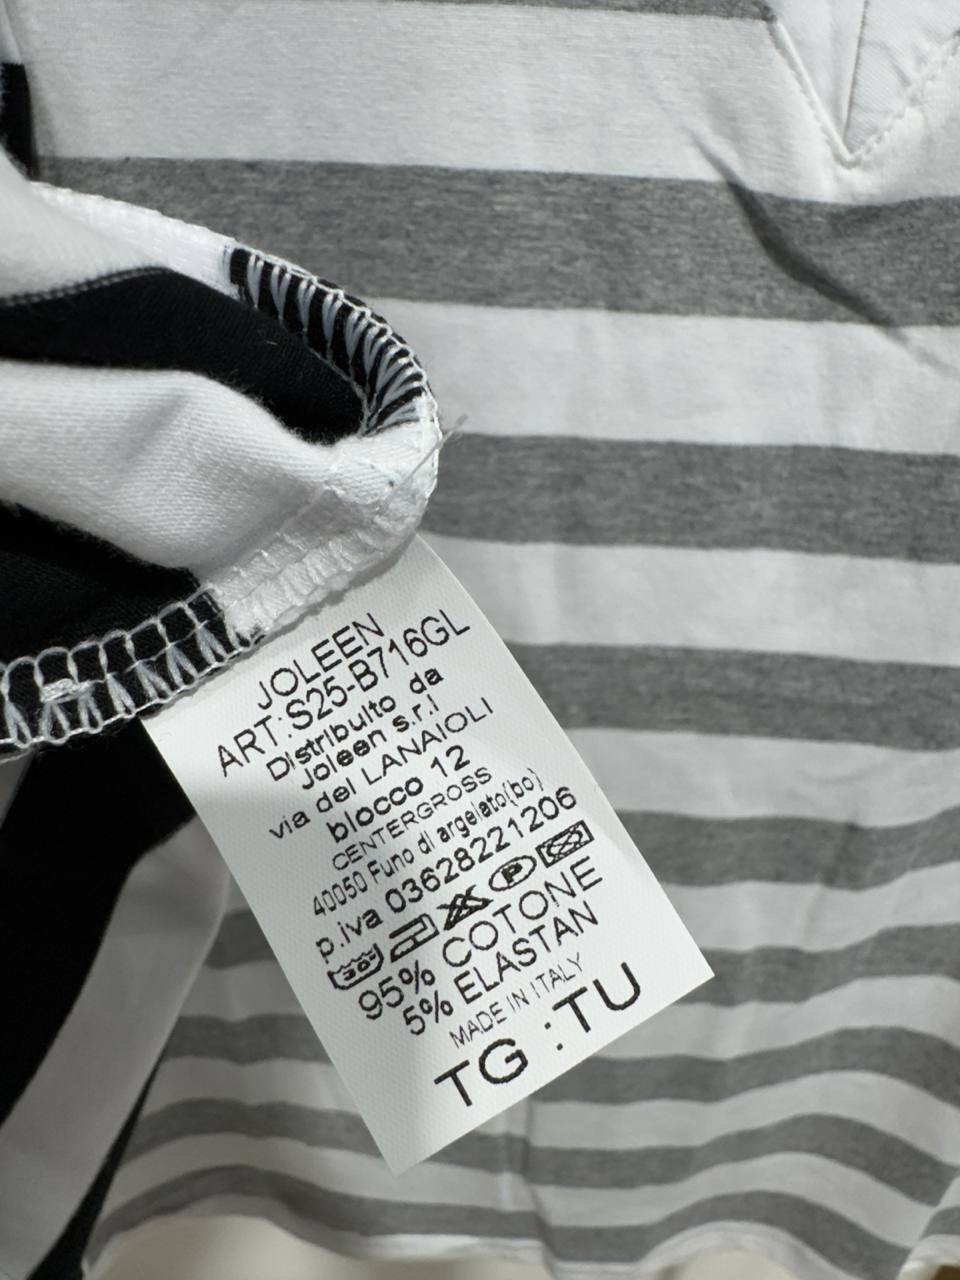 JOLEEN
ART:S25-B716GL
Distribuito da
Joleen s.r.l
via del LANAIOLI
blocco 12
CENTERGROSS
40050 Funo di argelato(bo)
p.iva 03628221206
30° P
95% COTONE
5% ELASTAN
MADE IN ITALY
TG :TU